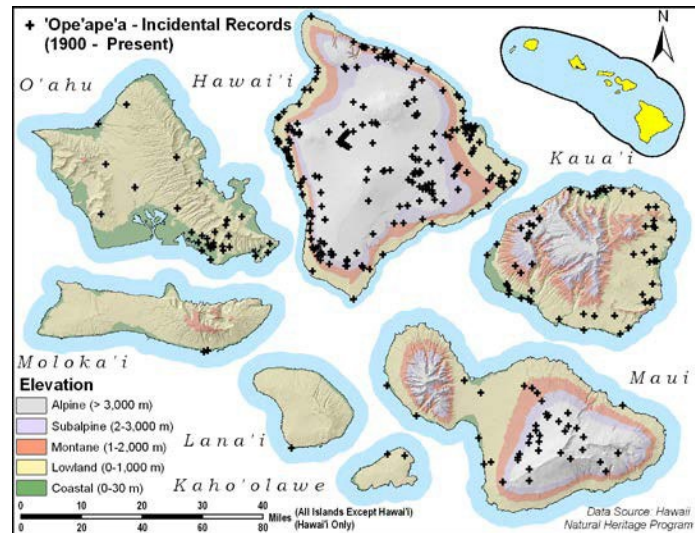 + 'Ope'ape'a - Incidental Records
(1900 - Present)
N
O'ahu
Hawai'i
Kaua'i
Moloka'i
Maui
Lana'i
Kaho'olawe
Elevation
Alpine (> 3,000 m)
Subalpine (2-3,000 m)
Montane (1-2,000 m)
Lowland (0-1,000 m)
Coastal (0-30 m)
0 5 10 20 30 40
Miles (All Islands Except Hawai'i)
(Hawai'i Only)
0 10 20 40 60 80
Data Source: Hawaii
Natural Heritage Program